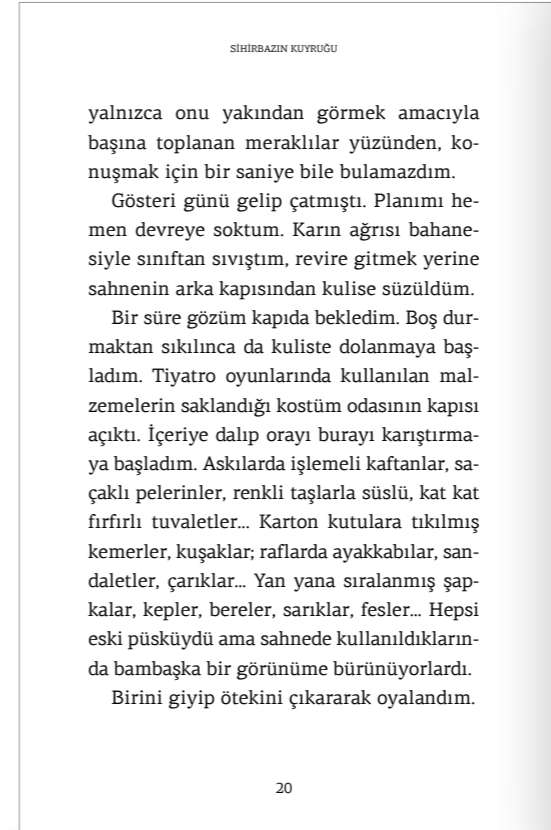 SİHİRBAZIN KUYRUĞU
yalnızca onu yakından görmek amacıyla
başına toplanan meraklılar yüzünden, ko-
nuşmak için bir saniye bile bulamazdım.
Gösteri günü gelip çatmıştı. Planımı he-
men devreye soktum. Karın ağrısı bahane-
siyle sınıftan sıvıştım, revire gitmek yerine
sahnenin arka kapısından kulise süzüldüm.
Bir süre gözüm kapıda bekledim. Boş dur-
maktan sıkılınca da kuliste dolanmaya baş-
ladım. Tiyatro oyunlarında kullanılan mal-
zemelerin saklandığı kostüm odasının kapısı
açıktı. İçeriye dalıp orayı burayı karıştırma-
ya başladım. Askılarda işlemeli kaftanlar, sa-
çaklı pelerinler, renkli taşlarla süslü, kat kat
fırfırlı tuvaletler... Karton kutulara tıkılmış
kemerler, kuşaklar; raflarda ayakkabılar, san-
daletler, çarıklar... Yan yana sıralanmış şap-
kalar, kepler, bereler, sarıklar, fesler... Hepsi
eski püsküydü ama sahnede kullanıldıkların-
da bambaşka bir görünüme bürünüyorlardı.
Birini giyip ötekini çıkararak oyalandım.
20